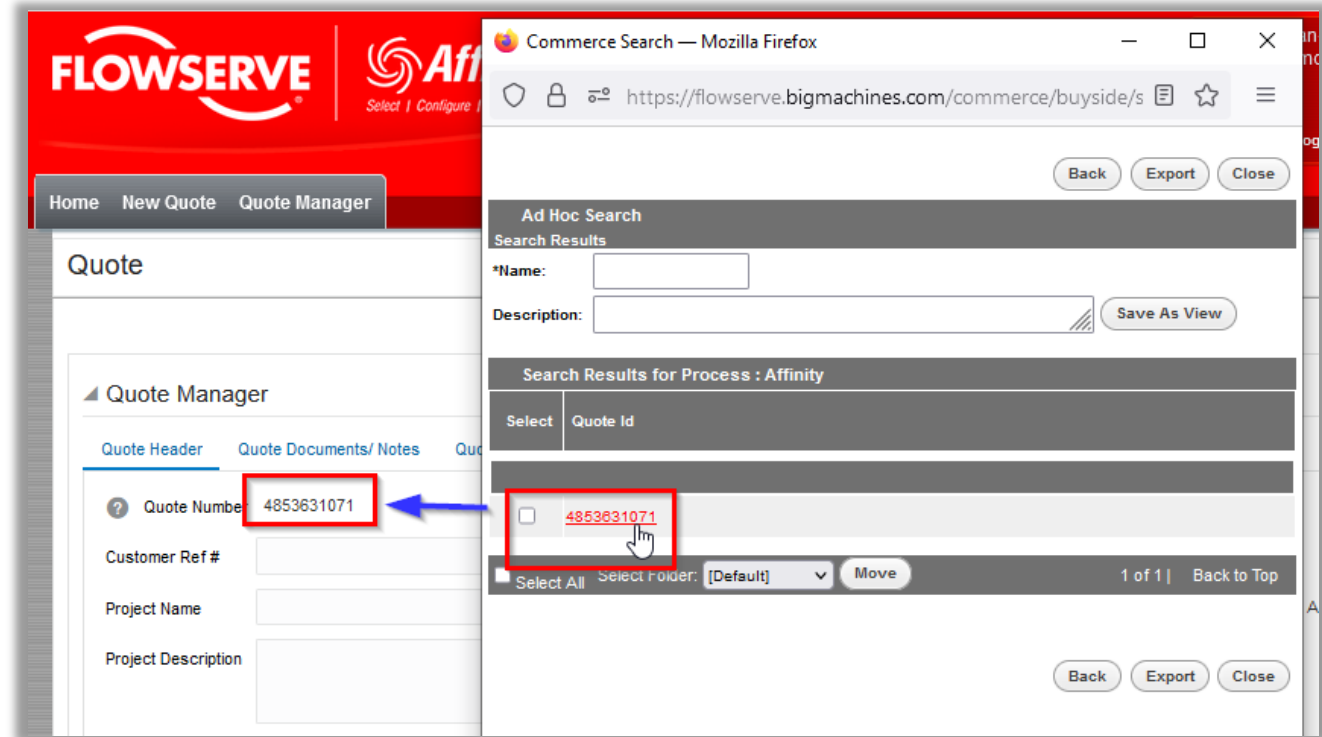 FLOWSERVE
Select | Configure |
Home New Quote Quote Manager
Quote
Quote Manager
Quote Header Quote Documents/ Notes
Quote Number 4853631071
Customer Ref #
Project Name
Project Description
Commerce Search — Mozilla Firefox
https://flowserve.bigmachines.com/commerce/buyside/s
Back Export Close
Ad Hoc Search
Search Results
*Name:
Description: Save As View
Search Results for Process : Affinity
Select Quote Id
4853631071
Select All Select Folder: [Default] Move 1 of 1 | Back to Top
Back Export Close